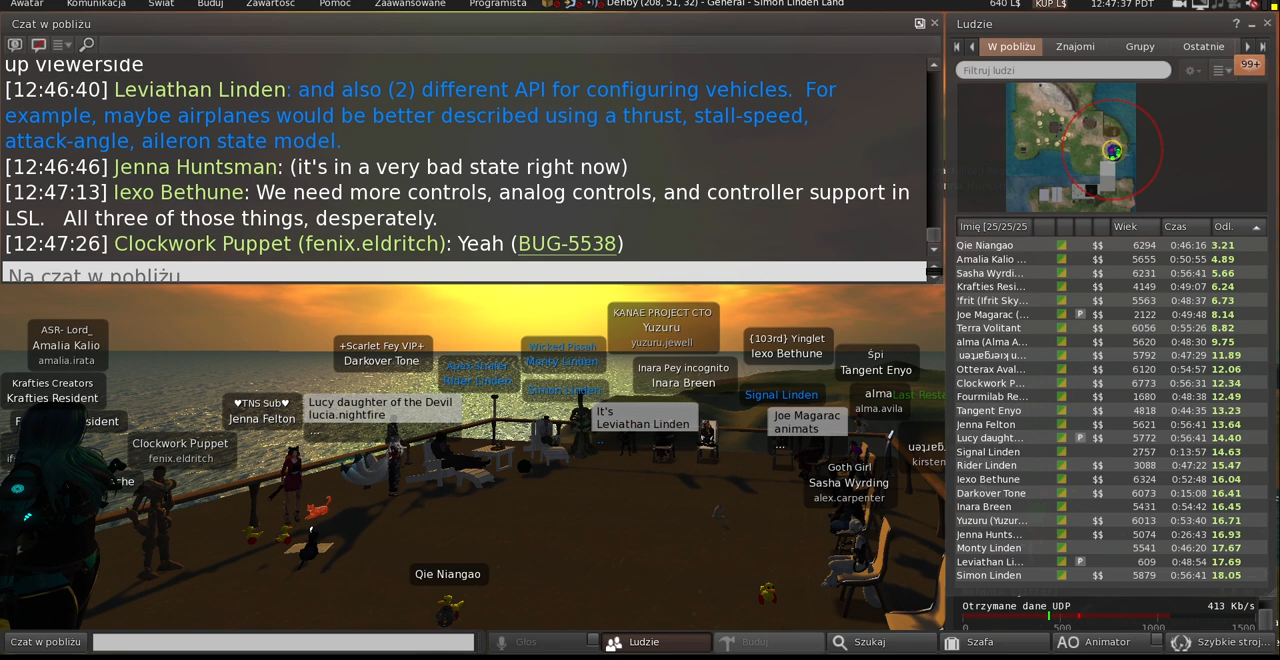 Awatar Komunikacja Świat Buduj Zawartość Pomoc Zaawansowane Programista Denby (208, 51, 32) - General - Simon Linden Land 640 L$ KUP L$ 12:47:37 PDT
Czat w pobliżu
up viewerside
[12:46:40] Leviathan Linden: and also (2) different API for configuring vehicles. For
example, maybe airplanes would be better described using a thrust, stall-speed,
attack-angle, aileron state model.
[12:46:46] Jenna Huntsman: (it's in a very bad state right now)
[12:47:13] Iexo Bethune: We need more controls, analog controls, and controller support in
LSL. All three of those things, desperately.
[12:47:26] Clockwork Puppet (fenix.eldritch): Yeah (BUG-5538)
Na czat w pobliżu
ASR- Lord_
Amalia Kalio
amalia.irata
Krafties Creators
Krafties Resident
sident
Clockwork Puppet
fenix.eldritch
♥TNS Sub♥
Jenna Felton
Lucy daughter of the Devil
lucia.nightfire
...
+Scarlet Fey VIP+
Darkover Tone
Rider Linden
Wicked Pissah
Monty Linden
Simon Linden
It's
Leviathan Linden
KANAE PROJECT CTO
Yuzuru
yuzuru.jewell
Inara Pey incognito
Inara Breen
{103rd} Yinglet
Iexo Bethune
Signal Linden
Joe Magarac
animats
...
Śpi
Tangent Enyo
alma
alma.avila
Last Resta
kirsten
Goth Girl
Sasha Wyrding
alex.carpenter
Qie Niangao
Ludzie
? _ ×
W pobliżu Znajomi Grupy Ostatnie
99+
Filtruj ludzi
Imię [25/25/25 Wiek Czas Odl.
Qie Niangao $$ 6294 0:46:16 3.21
Amalia Kalio ... $$ 5655 0:50:55 4.89
Sasha Wyrdi... $$ 6231 0:56:41 5.66
Krafties Resi... $$ 4149 0:49:07 6.24
'frit (Ifrit Sky... $$ 5563 0:48:37 6.73
Joe Magarac (... P $$ 2122 0:49:48 8.14
Terra Volitant $$ 6056 0:55:26 8.82
alma (Alma A... $$ 5620 0:48:30 9.75
$$ 5792 0:47:29 11.89
Otterax Aval... $$ 6120 0:54:57 12.06
Clockwork P... $$ 6773 0:56:31 12.34
Fourmilab Re... $$ 1680 0:48:38 12.49
Tangent Enyo $$ 4818 0:44:35 13.23
Jenna Felton $$ 5621 0:56:41 13.64
Lucy daught... P $$ 5772 0:56:41 14.40
Signal Linden 2757 0:13:57 14.63
Rider Linden $$ 3088 0:47:22 15.47
Iexo Bethune $$ 6324 0:52:48 16.04
Darkover Tone $$ 6073 0:15:08 16.41
Inara Breen 5431 0:54:42 16.45
Yuzuru (Yuzur... $$ 6013 0:53:40 16.71
Jenna Hunts... $$ 5074 0:26:43 16.93
Monty Linden 5541 0:46:20 17.67
Leviathan Li... P 609 0:48:54 17.69
Simon Linden $$ 5879 0:56:41 18.05
Otrzymane dane UDP 413 Kb/s
0 500 1000 1500
Czat w pobliżu Głos Ludzie Buduj Szukaj Szafa AO Animator Szybkie stroj...